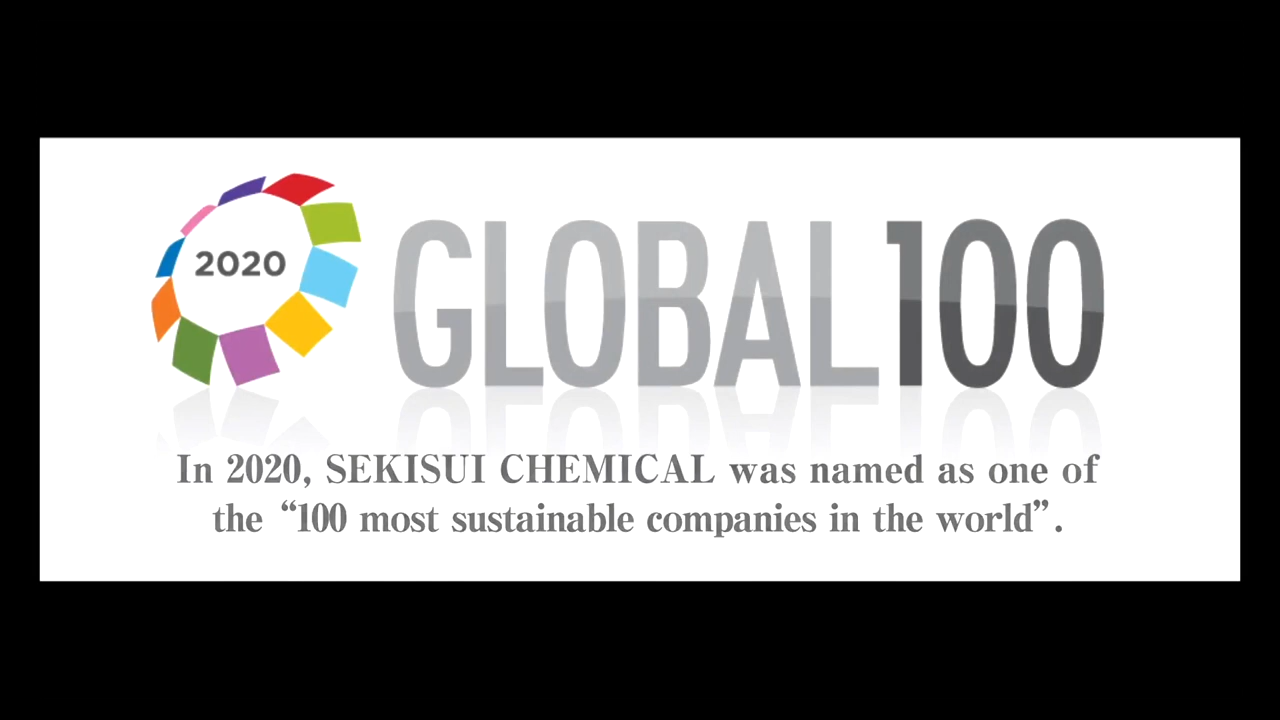 2020
GLOBAL100
In 2020, SEKISUI CHEMICAL was named as one of
the “100 most sustainable companies in the world”.